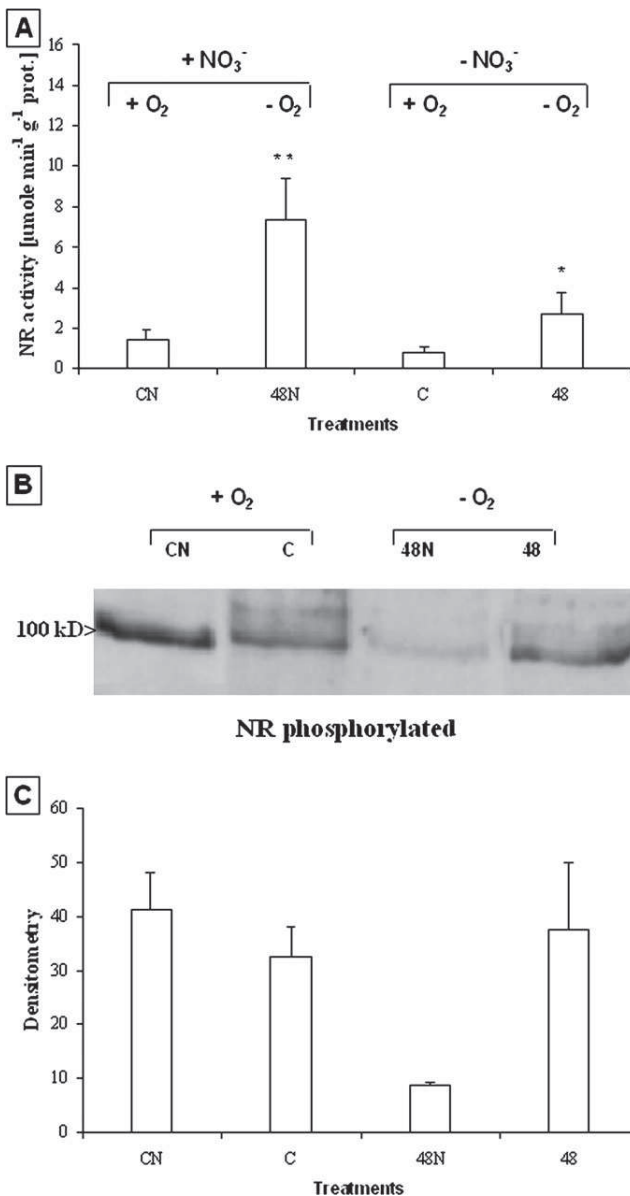 A
NR activity [μmole min⁻¹ g⁻¹ prot.]
16
14
12
10
8
6
4
2
0
+ NO₃⁻ - NO₃⁻
+ O₂ - O₂ + O₂ - O₂
** *
CN 48N C 48
Treatments
B
+ O₂ - O₂
CN C 48N 48
100 kD>
NR phosphorylated
C
Densitometry
60
50
40
30
20
10
0
CN C 48N 48
Treatments